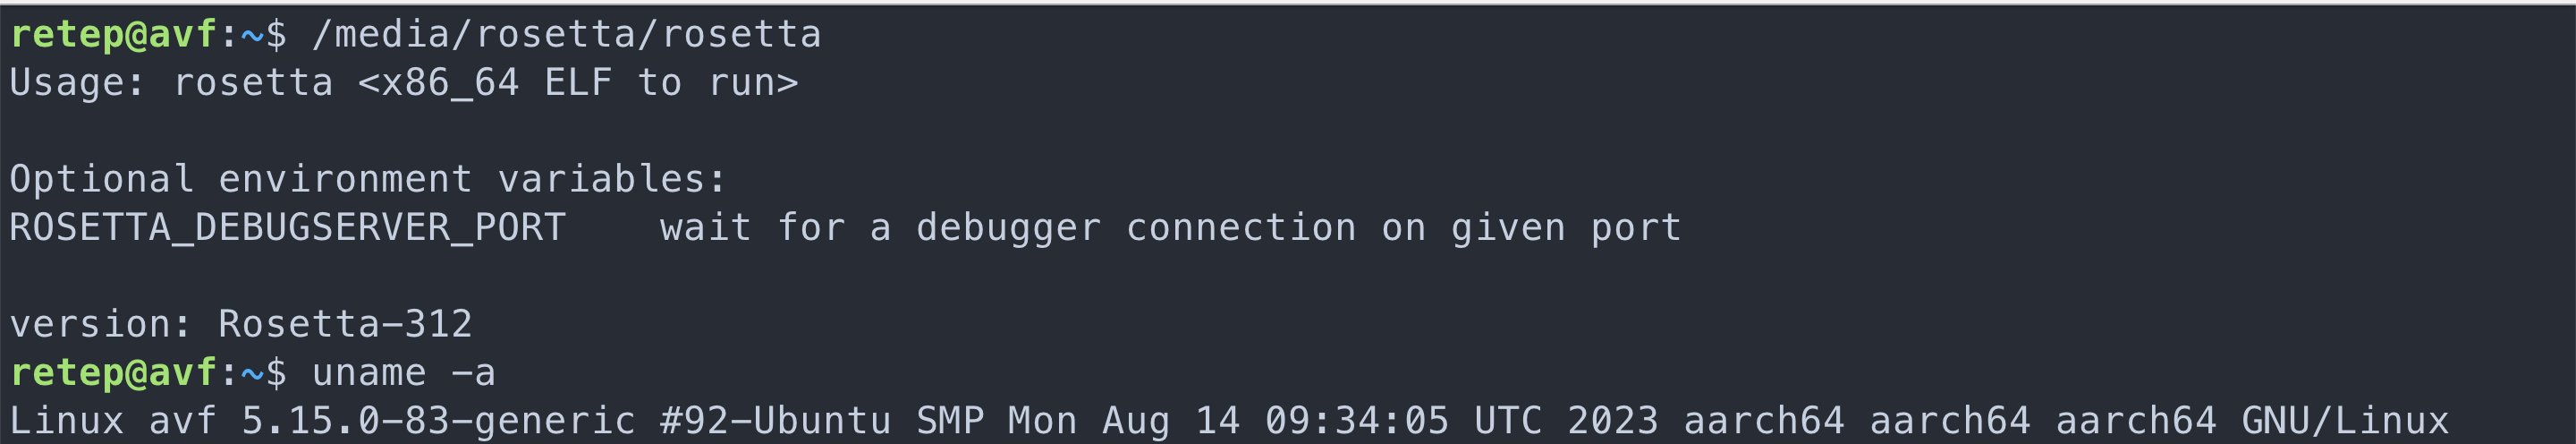 retep@avf:~$ /media/rosetta/rosetta
Usage: rosetta <x86_64 ELF to run>
Optional environment variables:
ROSETTA_DEBUGSERVER_PORT    wait for a debugger connection on given port
version: Rosetta-312
retep@avf:~$ uname -a
Linux avf 5.15.0-83-generic #92-Ubuntu SMP Mon Aug 14 09:34:05 UTC 2023 aarch64 aarch64 aarch64 GNU/Linux